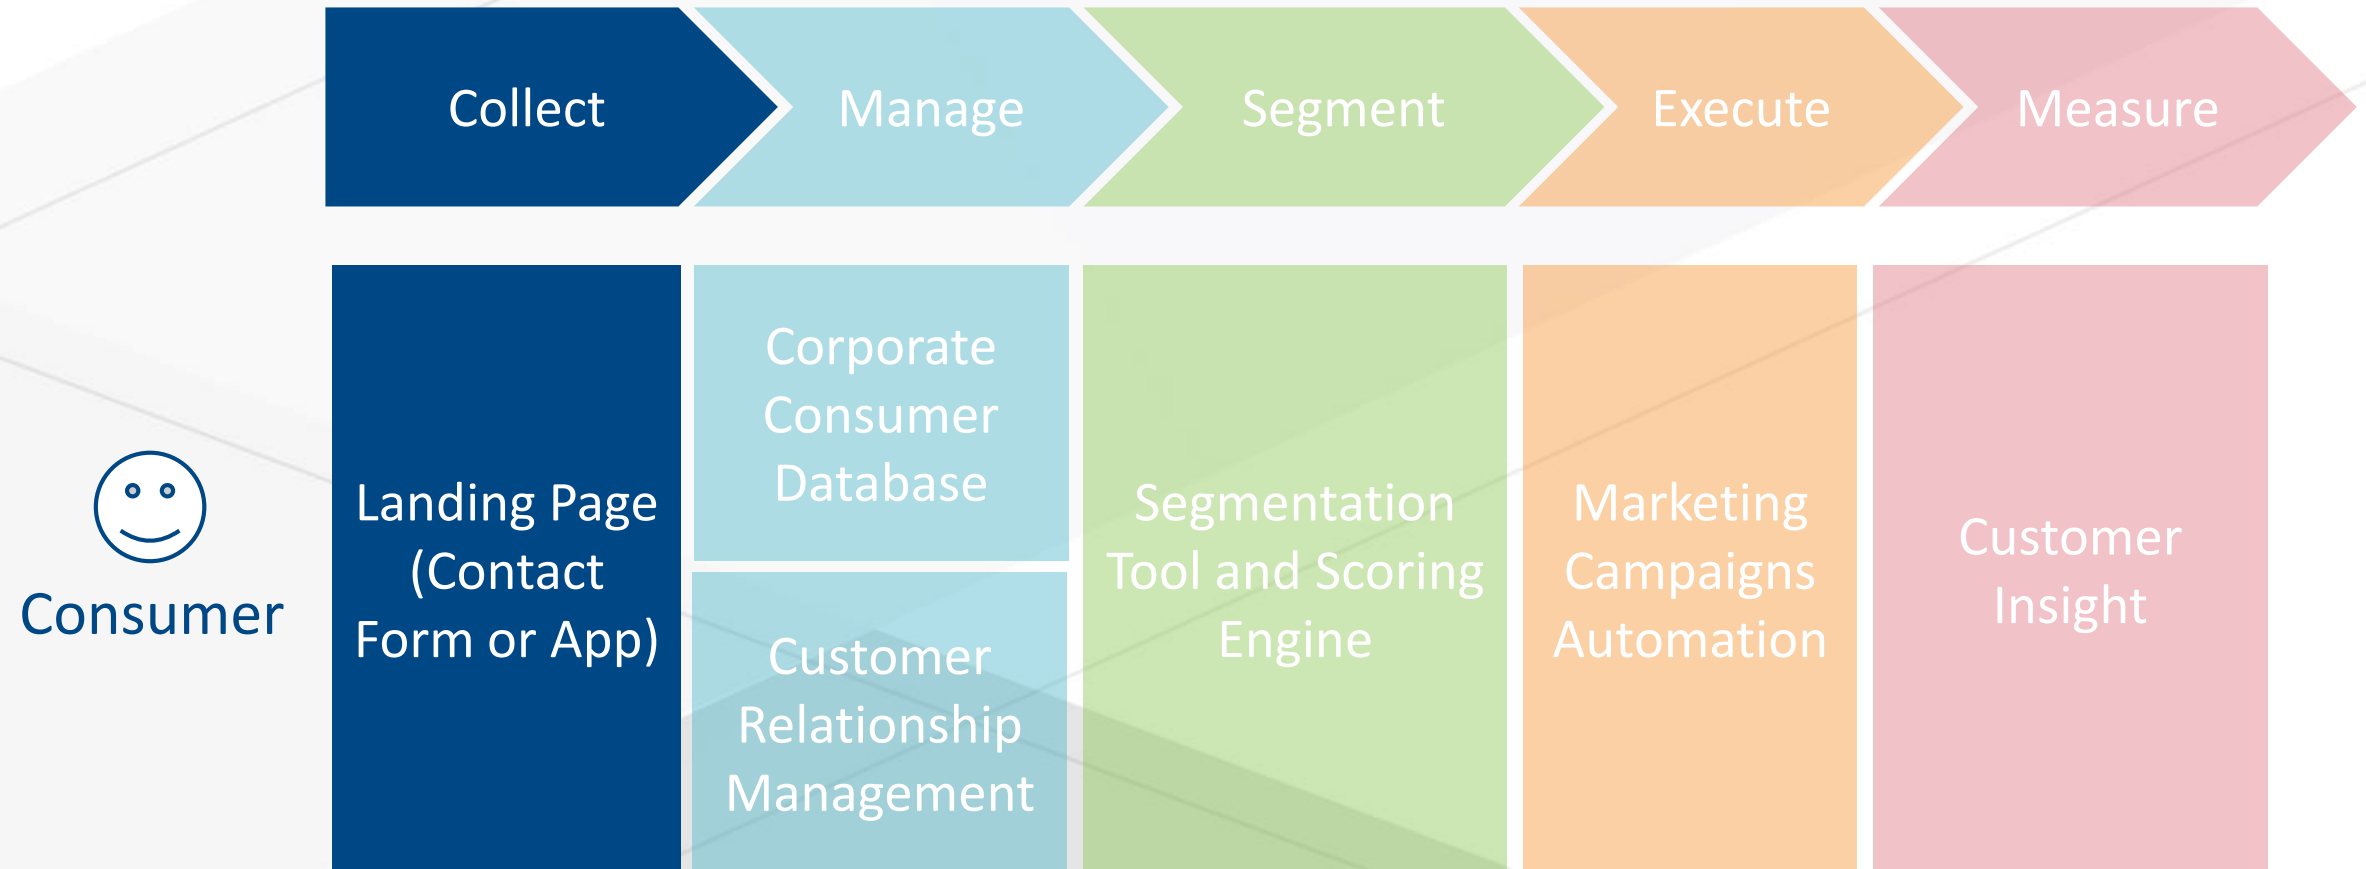 Collect
Manage
Segment
Execute
Measure
Consumer
Landing Page
(Contact
Form or App)
Corporate
Consumer
Database
Customer
Relationship
Management
Segmentation
Tool and Scoring
Engine
Marketing
Campaigns
Automation
Customer
Insight